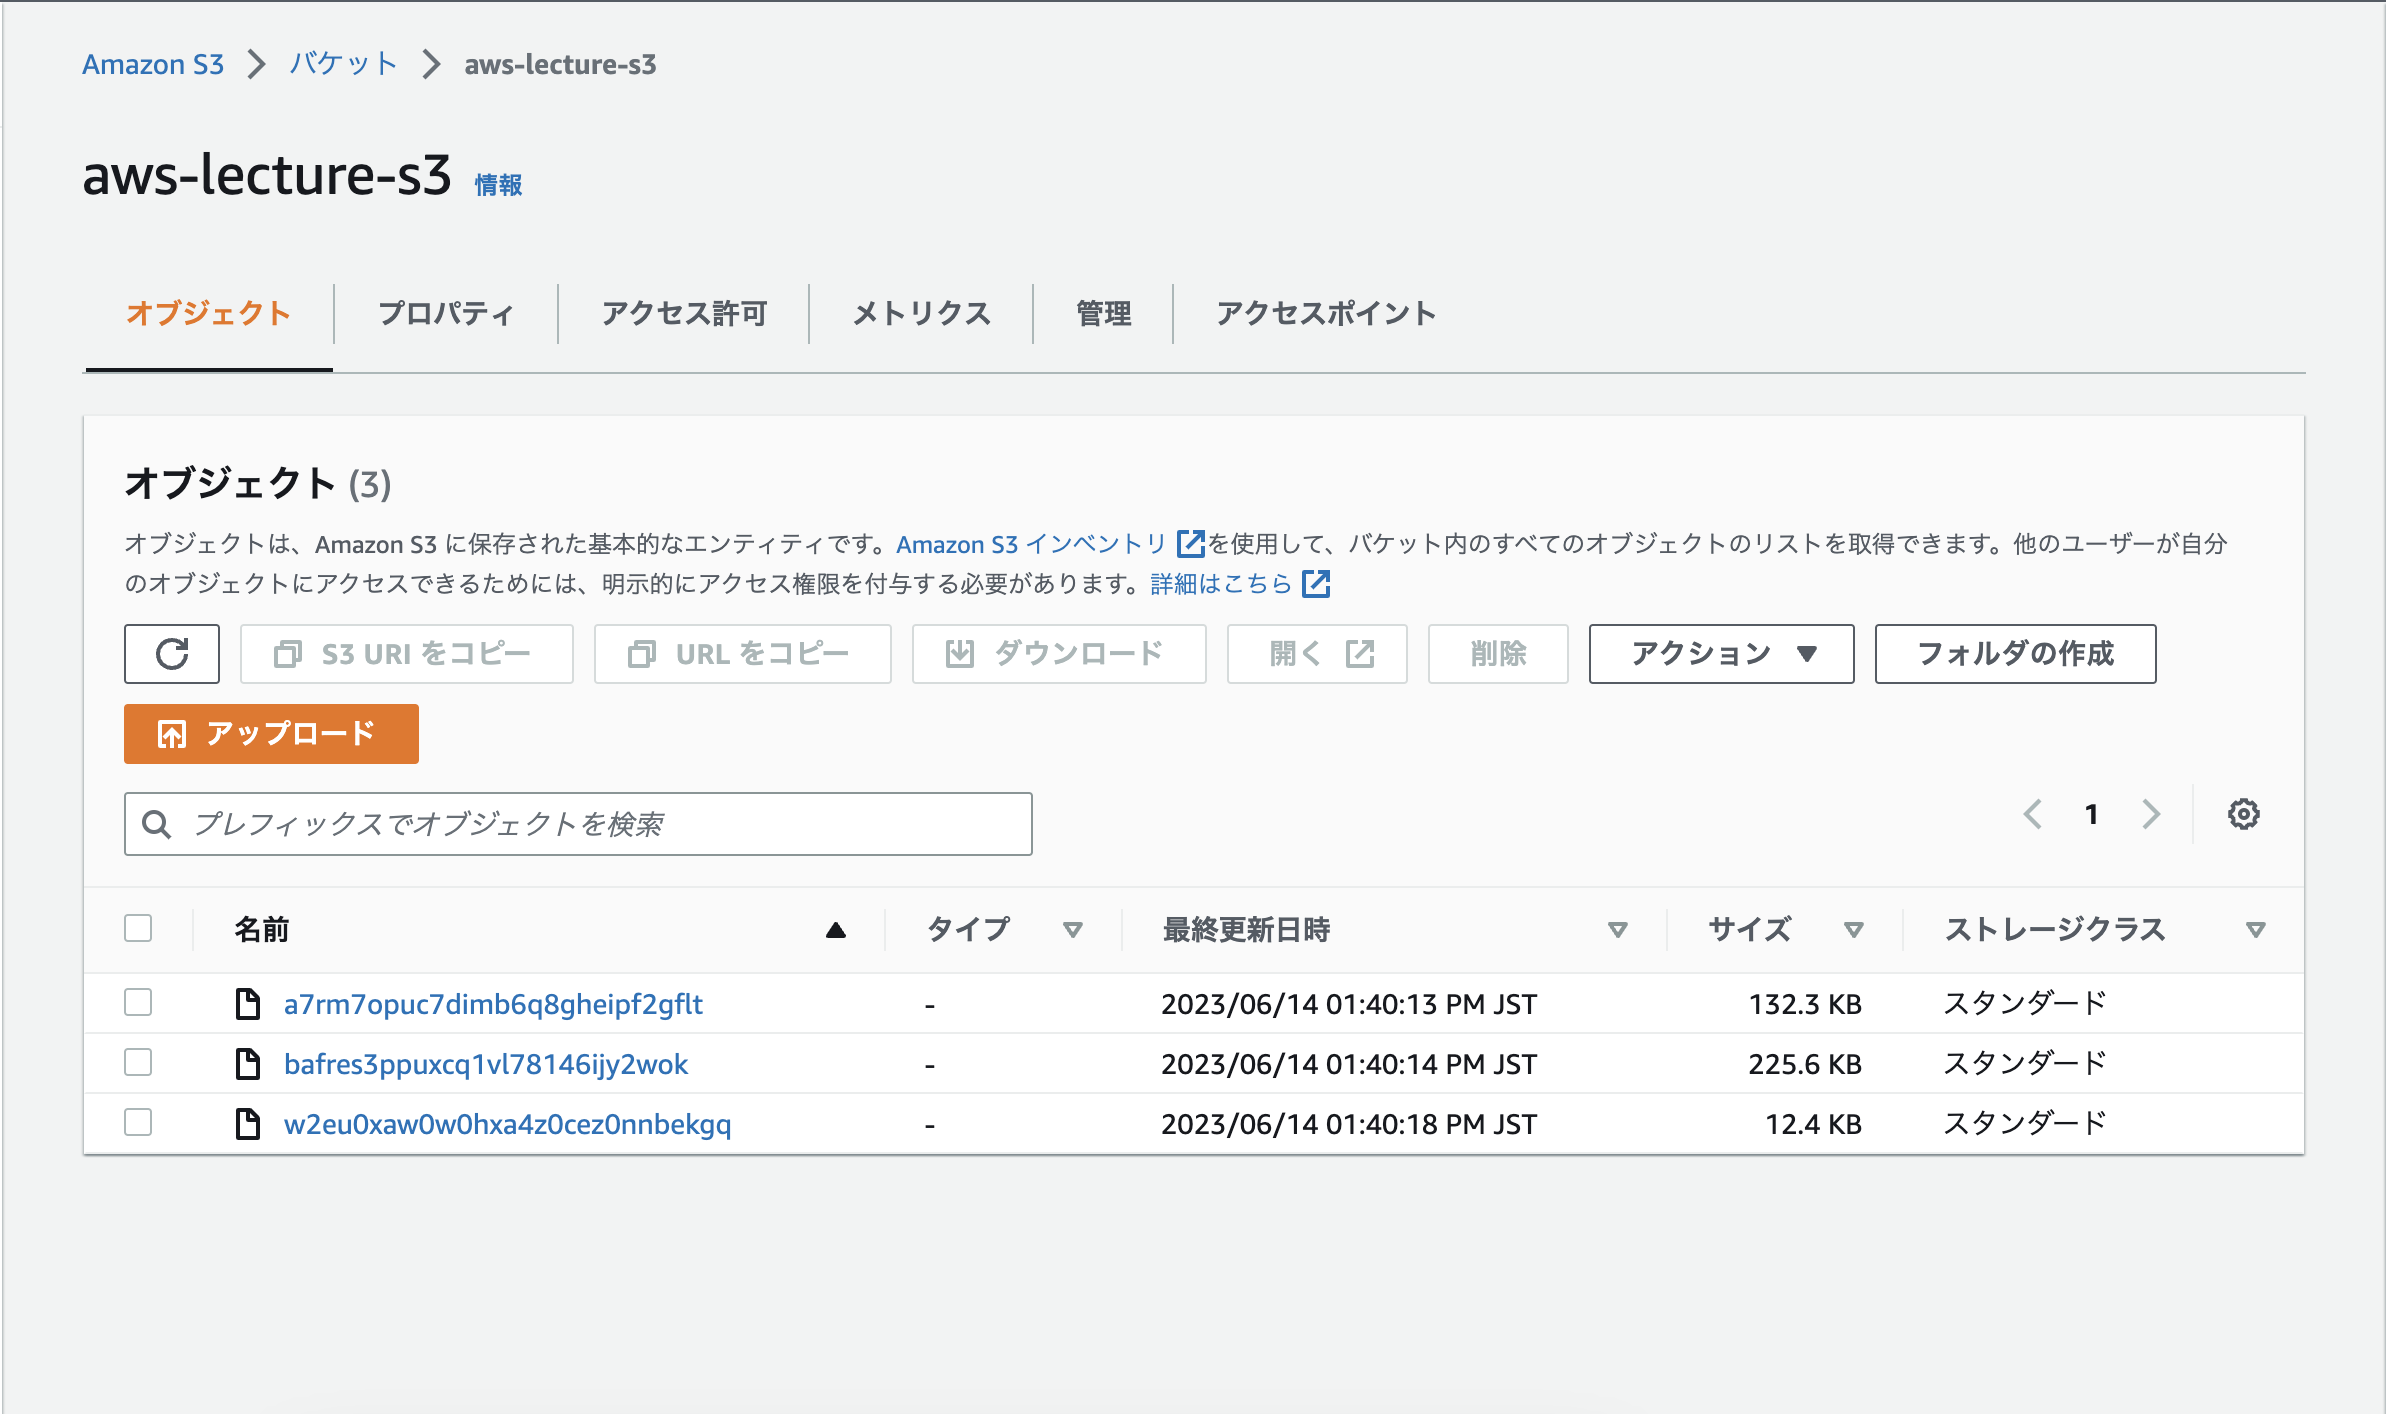 Amazon S3 > バケット > aws-lecture-s3
aws-lecture-s3 情報
オブジェクト プロパティ アクセス許可 メトリクス 管理 アクセスポイント
オブジェクト (3)
オブジェクトは、Amazon S3 に保存された基本的なエンティティです。Amazon S3 インベントリ を使用して、バケット内のすべてのオブジェクトのリストを取得できます。他のユーザーが自分
のオブジェクトにアクセスできるためには、明示的にアクセス権限を付与する必要があります。詳細はこちら
S3 URI をコピー URL をコピー ダウンロード 開く 削除 アクション フォルダの作成
アップロード
プレフィックスでオブジェクトを検索 1
名前 タイプ 最終更新日時 サイズ ストレージクラス
a7rm7opuc7dimb6q8gheipf2gflt - 2023/06/14 01:40:13 PM JST 132.3 KB スタンダード
bafres3ppuxcq1vl78146ijy2wok - 2023/06/14 01:40:14 PM JST 225.6 KB スタンダード
w2eu0xaw0w0hxa4z0cez0nnbekgq - 2023/06/14 01:40:18 PM JST 12.4 KB スタンダード